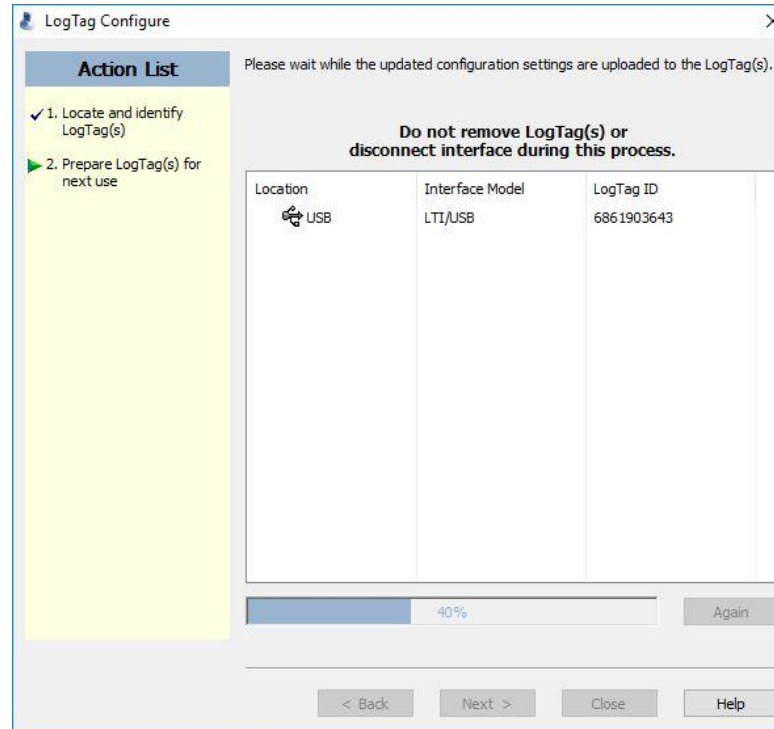 LogTag Configure
Action List
1. Locate and identify
LogTag(s)
2. Prepare LogTag(s) for
next use
Please wait while the updated configuration settings are uploaded to the LogTag(s).
Do not remove LogTag(s) or
disconnect interface during this process.
Location Interface Model LogTag ID
USB LTI/USB 6861903643
40% Again
< Back Next > Close Help